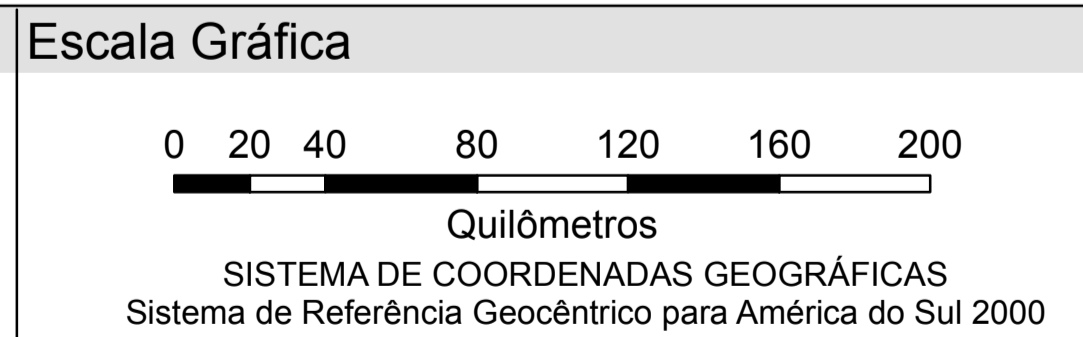 Escala Gráfica
0 20 40 80 120 160 200
Quilômetros
SISTEMA DE COORDENADAS GEOGRÁFICAS
Sistema de Referência Geocêntrico para América do Sul 2000